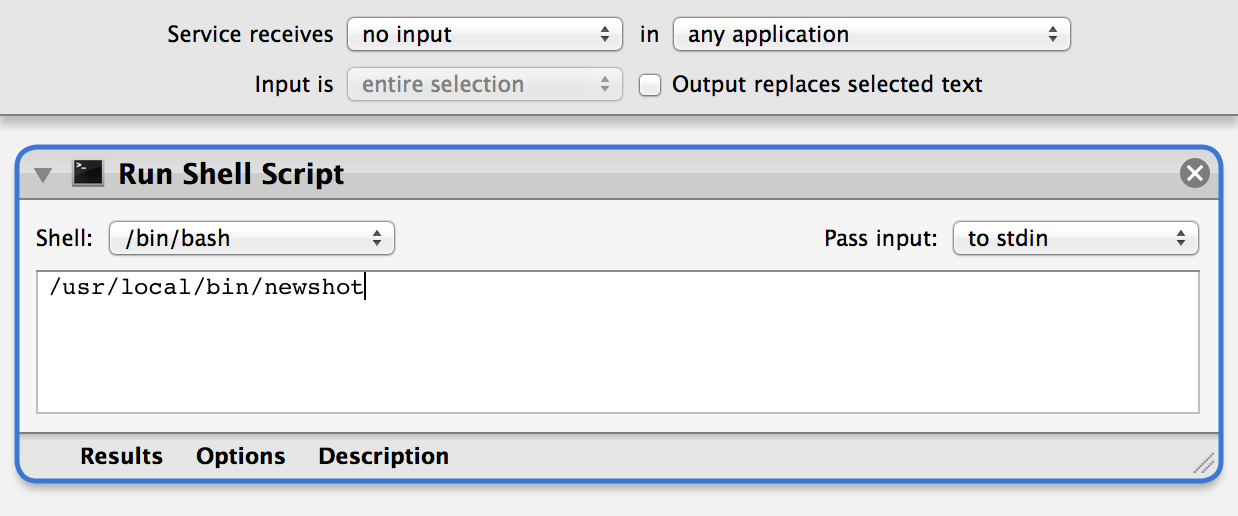 Service receives no input in any application
Input is entire selection Output replaces selected text
Run Shell Script
Shell: /bin/bash Pass input: to stdin
/usr/local/bin/newshot
Results Options Description